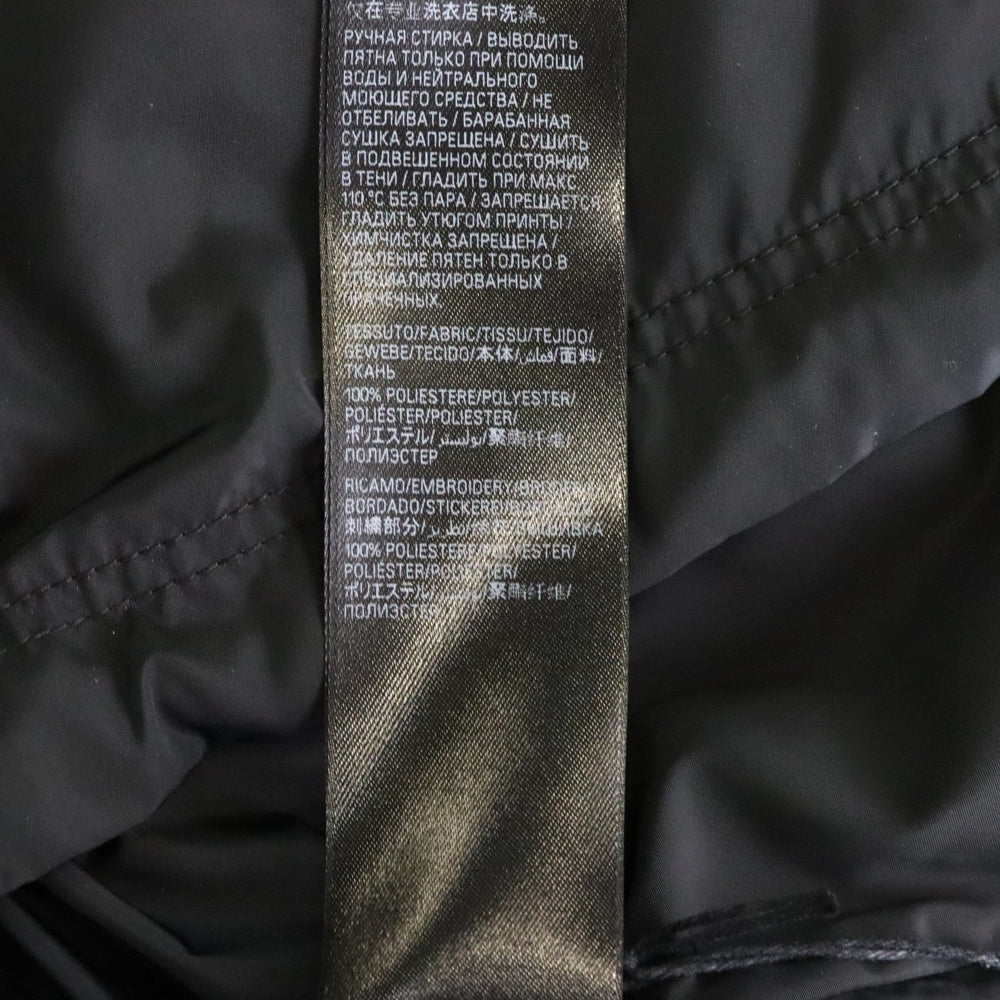 仅在专业洗衣店中洗涤。
РУЧНАЯ СТИРКА / ВЫВОДИТЬ
ПЯТНА ТОЛЬКО ПРИ ПОМОЩИ
ВОДЫ И НЕЙТРАЛЬНОГО
МОЮЩЕГО СРЕДСТВА / НЕ
ОТБЕЛИВАТЬ / БАРАБАННАЯ
СУШКА ЗАПРЕЩЕНА / СУШИТЬ
В ПОДВЕШЕННОМ СОСТОЯНИИ
В ТЕНИ / ГЛАДИТЬ ПРИ МАКС.
110 °C БЕЗ ПАРА / ЗАПРЕЩАЕТСЯ
ГЛАДИТЬ УТЮГОМ ПРИНТЫ /
ХИМЧИСТКА ЗАПРЕЩЕНА /
УДАЛЕНИЕ ПЯТЕН ТОЛЬКО В
СПЕЦИАЛИЗИРОВАННЫХ
ПРАЧЕЧНЫХ.
TESSUTO/FABRIC/TISSU/TEJIDO/
GEWEBE/TECIDO/本体/قماش/面料/
ТКАНЬ
100% POLIESTERE/POLYESTER/
POLIÉSTER/POLIESTER/
ポリエステル/بوليستر/聚酯纤维/
ПОЛИЭСТЕР
RICAMO/EMBROIDERY/
BORDADO/STICKEREI/
刺繍部分/
100% POLIESTERE/POLYESTER/
POLIÉSTER/POLIESTER/
ポリエステル/بوليستر/聚酯纤维/
ПОЛИЭСТЕР